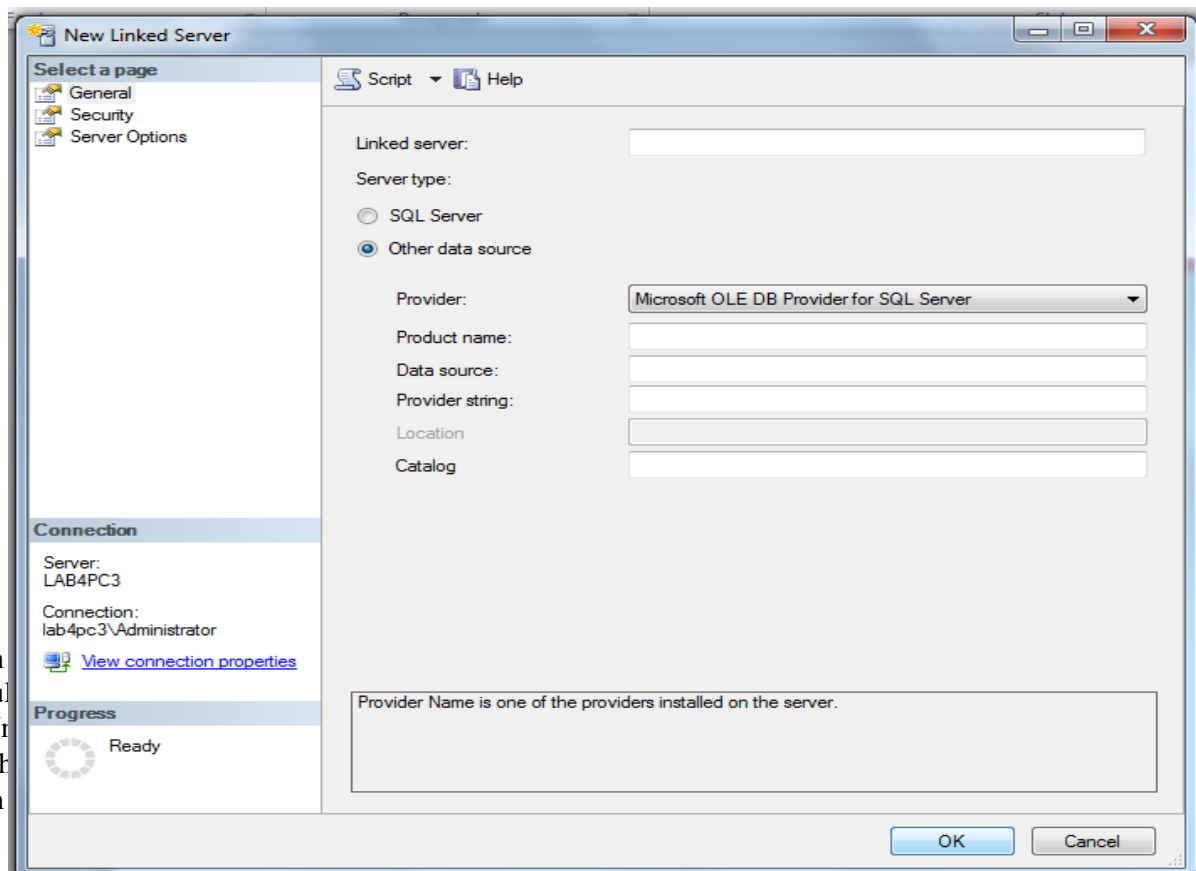 New Linked Server
Select a page
General
Security
Server Options
Script
Help
Linked server:
Server type:
SQL Server
Other data source
Provider:
Microsoft OLE DB Provider for SQL Server
Product name:
Data source:
Provider string:
Location
Catalog
Connection
Server:
LAB4PC3
Connection:
lab4pc3\Administrator
View connection properties
Progress
Ready
Provider Name is one of the providers installed on the server.
OK
Cancel